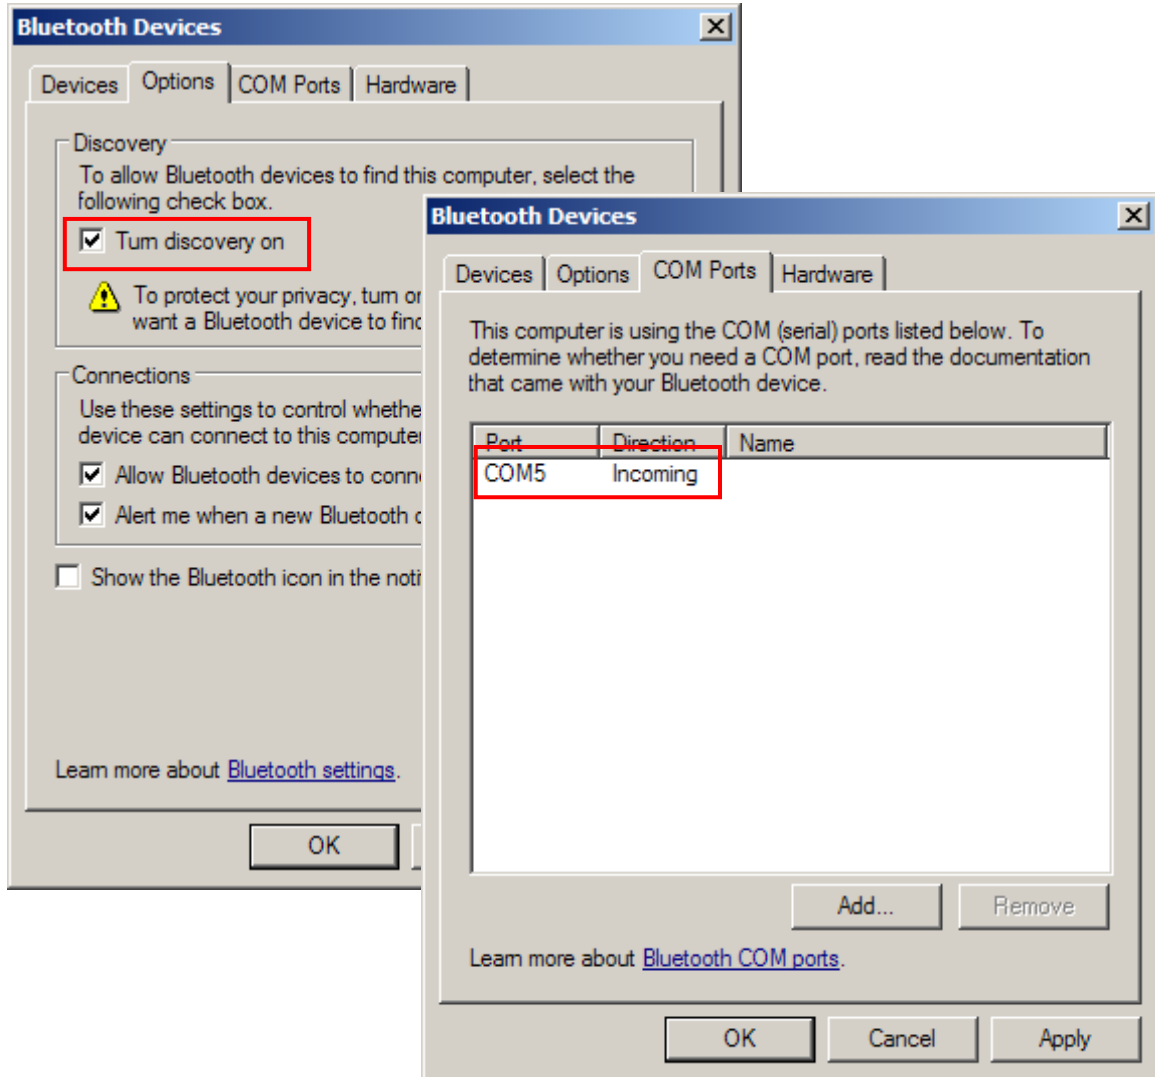 Bluetooth Devices
Devices Options COM Ports Hardware
Discovery
To allow Bluetooth devices to find this computer, select the
following check box.
Turn discovery on
To protect your privacy, turn
want a Bluetooth device to
Connections
Use these settings to control
device can connect to this
Allow Bluetooth devices to
Alert me when a new Bluetooth
Show the Bluetooth icon in the
Learn more about Bluetooth settings.
OK
Bluetooth Devices
Devices Options COM Ports Hardware
This computer is using the COM (serial) ports listed below. To
determine whether you need a COM port, read the documentation
that came with your Bluetooth device.
Port Direction Name
COM5 Incoming
Add... Remove
Learn more about Bluetooth COM ports.
OK Cancel Apply